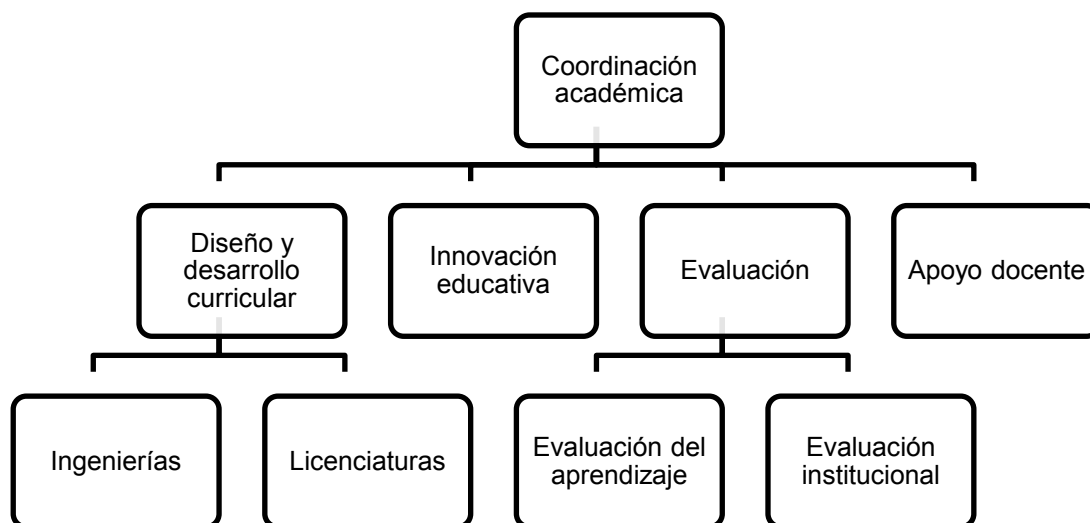 Coordinación
académica
Diseño y
desarrollo
curricular
Innovación
educativa
Evaluación
Apoyo docente
Ingenierías
Licenciaturas
Evaluación del
aprendizaje
Evaluación
institucional